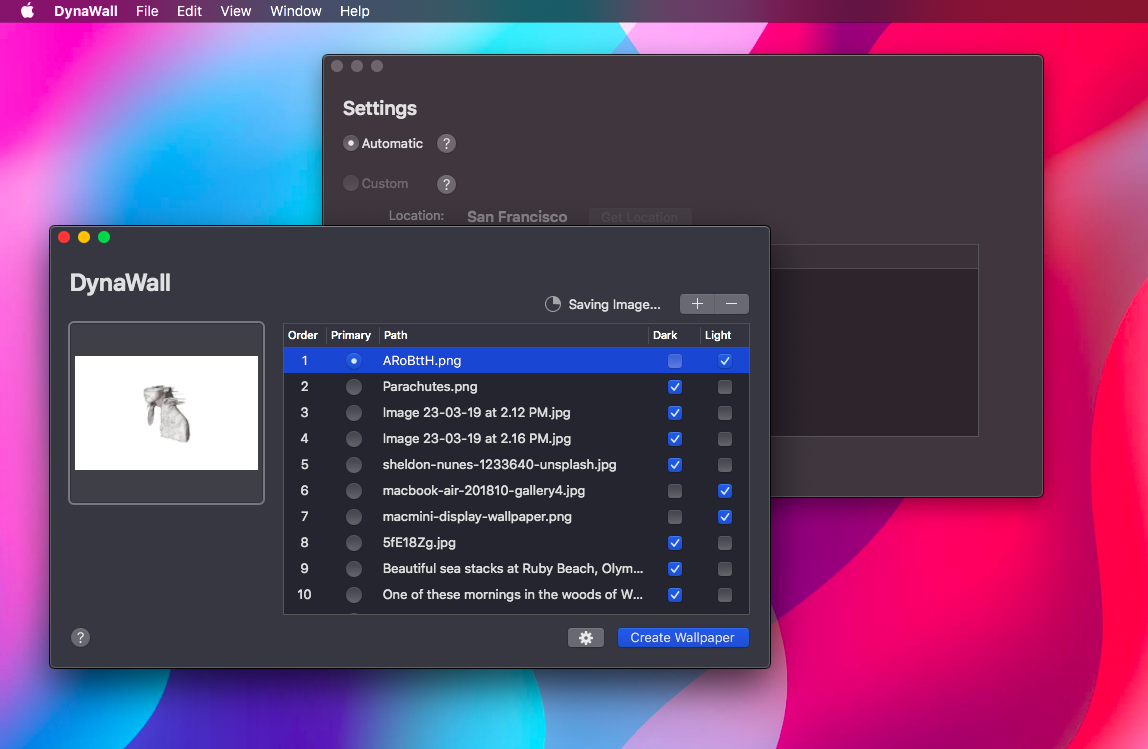 DynaWall File Edit View Window Help
Settings
Automatic ?
Custom ?
Location: San Francisco Get Location
DynaWall
Saving Image... + −
Order Primary Path Dark Light
1 ARoBttH.png
2 Parachutes.png
3 Image 23-03-19 at 2.12 PM.jpg
4 Image 23-03-19 at 2.16 PM.jpg
5 sheldon-nunes-1233640-unsplash.jpg
6 macbook-air-201810-gallery4.jpg
7 macmini-display-wallpaper.png
8 5fE18Zg.jpg
9 Beautiful sea stacks at Ruby Beach, Olym...
10 One of these mornings in the woods of W...
? Create Wallpaper